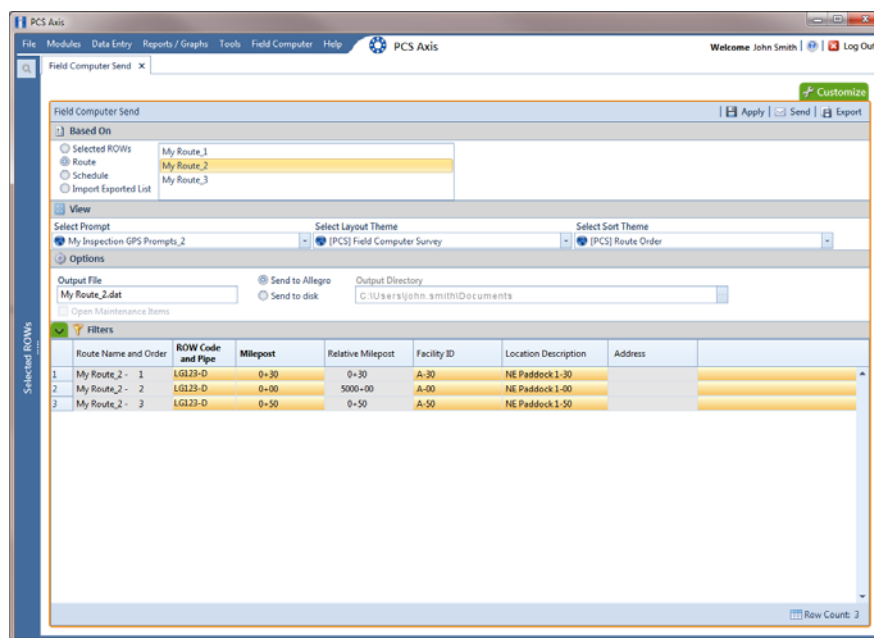 PCS Axis
File Modules Data Entry Reports / Graphs Tools Field Computer Help PCS Axis Welcome John Smith Log Out
Field Computer Send X
Customize
Field Computer Send Apply Send Export
Based On
Selected ROWs
Route
Schedule
Import Exported List
My Route_1
My Route_2
My Route_3
View
Select Prompt Select Layout Theme Select Sort Theme
My Inspection GPS Prompts_2 [PCS] Field Computer Survey [PCS] Route Order
Options
Output File Send to Allegro Output Directory
My Route_2.dat Send to disk C:\Users\john.smith\Documents
Open Maintenance Items
Filters
Selected ROWs
Route Name and Order ROW Code and Pipe Milepost Relative Milepost Facility ID Location Description Address
1 My Route_2 - 1 LG123-D 0+30 0+30 A-30 NE Paddock 1-30
2 My Route_2 - 2 LG123-D 0+00 5000+00 A-00 NE Paddock 1-00
3 My Route_2 - 3 LG123-D 0+50 0+50 A-50 NE Paddock 1-50
Row Count: 3